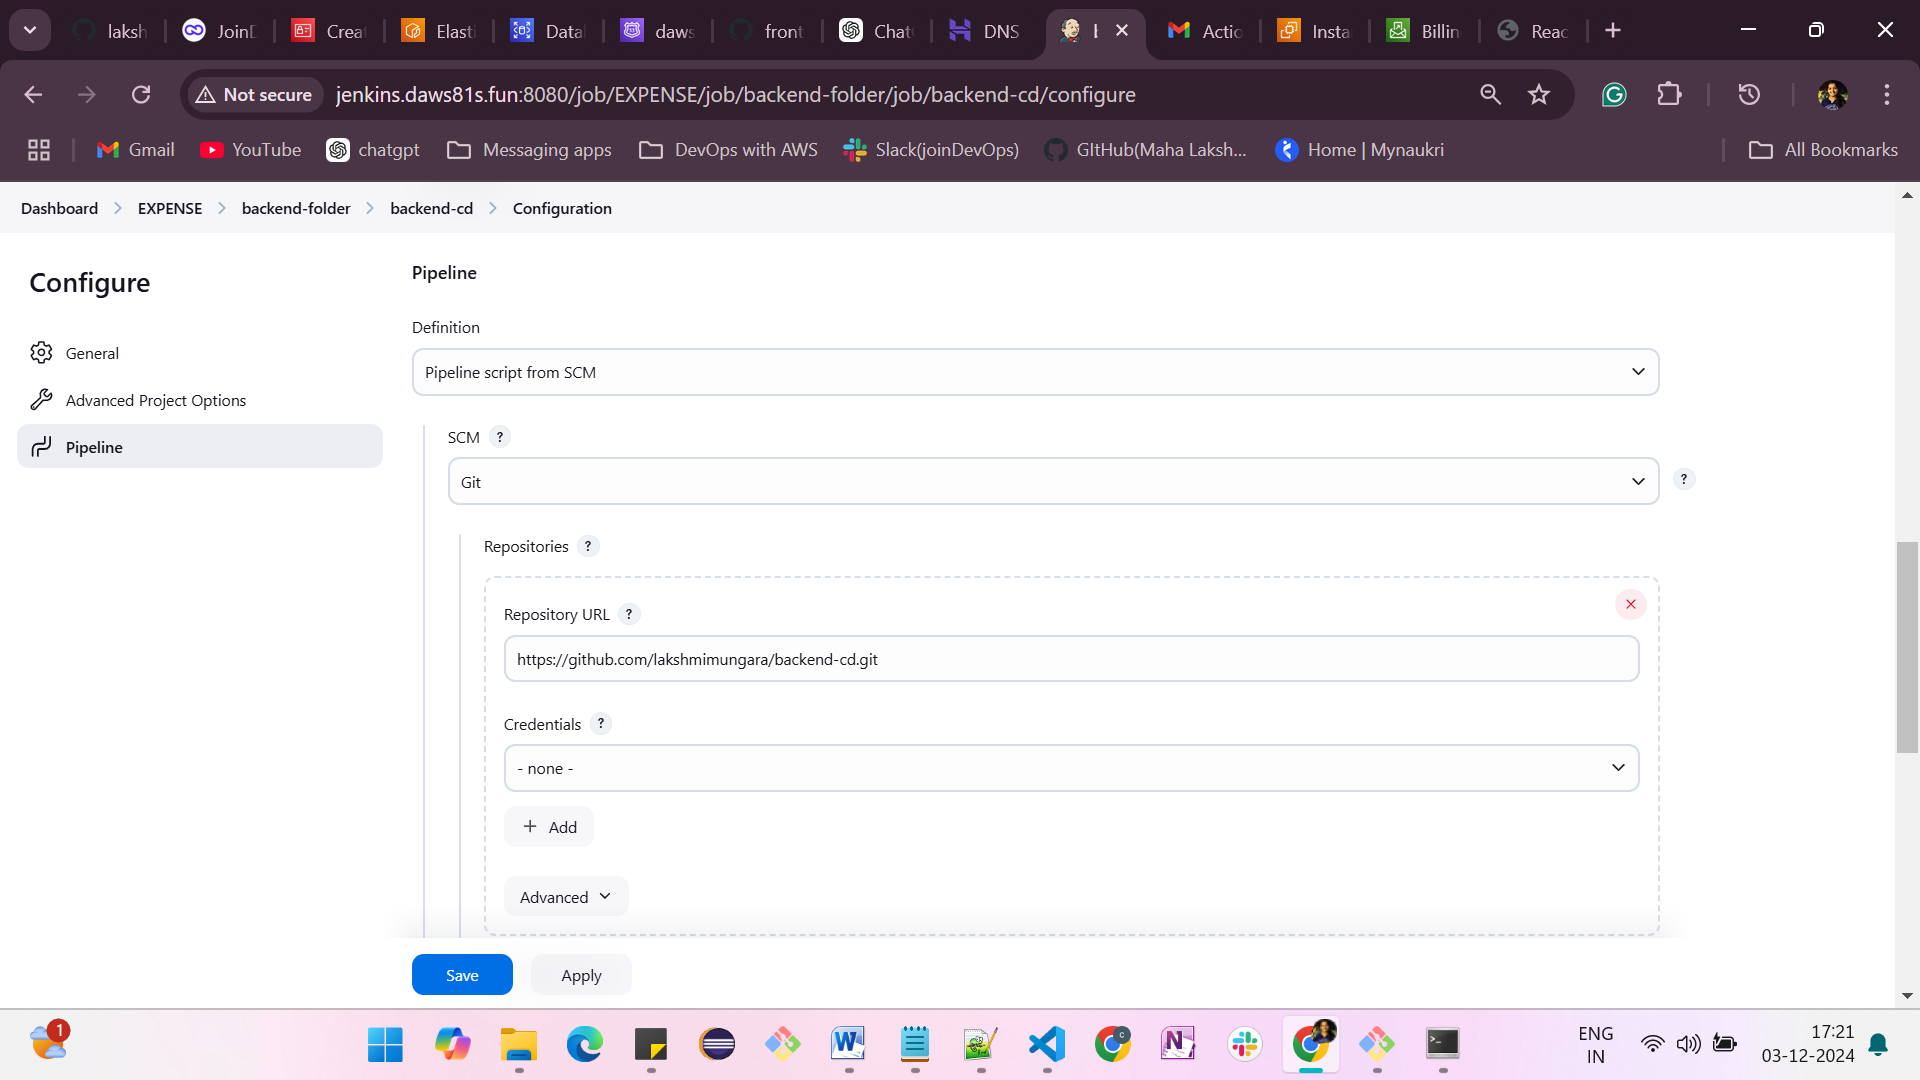 laksh
JoinD
Creat
Elasti
Datal
daws
front
Chat
DNS
Actio
Insta
Billin
Reac
Not secure
jenkins.daws81s.fun:8080/job/EXPENSE/job/backend-folder/job/backend-cd/configure
Gmail
YouTube
chatgpt
Messaging apps
DevOps with AWS
Slack(joinDevOps)
GItHub(Maha Laksh...
Home | Mynaukri
All Bookmarks
Dashboard
EXPENSE
backend-folder
backend-cd
Configuration
Configure
General
Advanced Project Options
Pipeline
Pipeline
Definition
Pipeline script from SCM
SCM ?
Git
?
Repositories ?
Repository URL ?
https://github.com/lakshmimungara/backend-cd.git
Credentials ?
- none -
+ Add
Advanced
Save
Apply
1
ENG
IN
17:21
03-12-2024